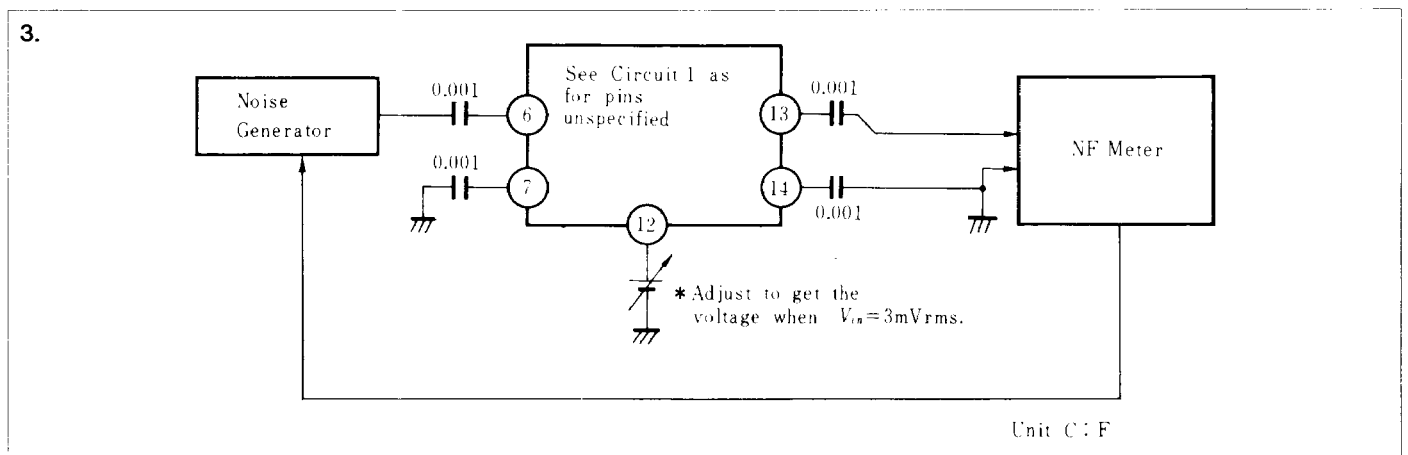 3.
Noise
Generator
0.001
6
See Circuit 1 as
for pins
unspecified
13
0.001
NF Meter
0.001
7
14
0.001
12
* Adjust to get the
voltage when Vin=3mVrms.
Unit C : F